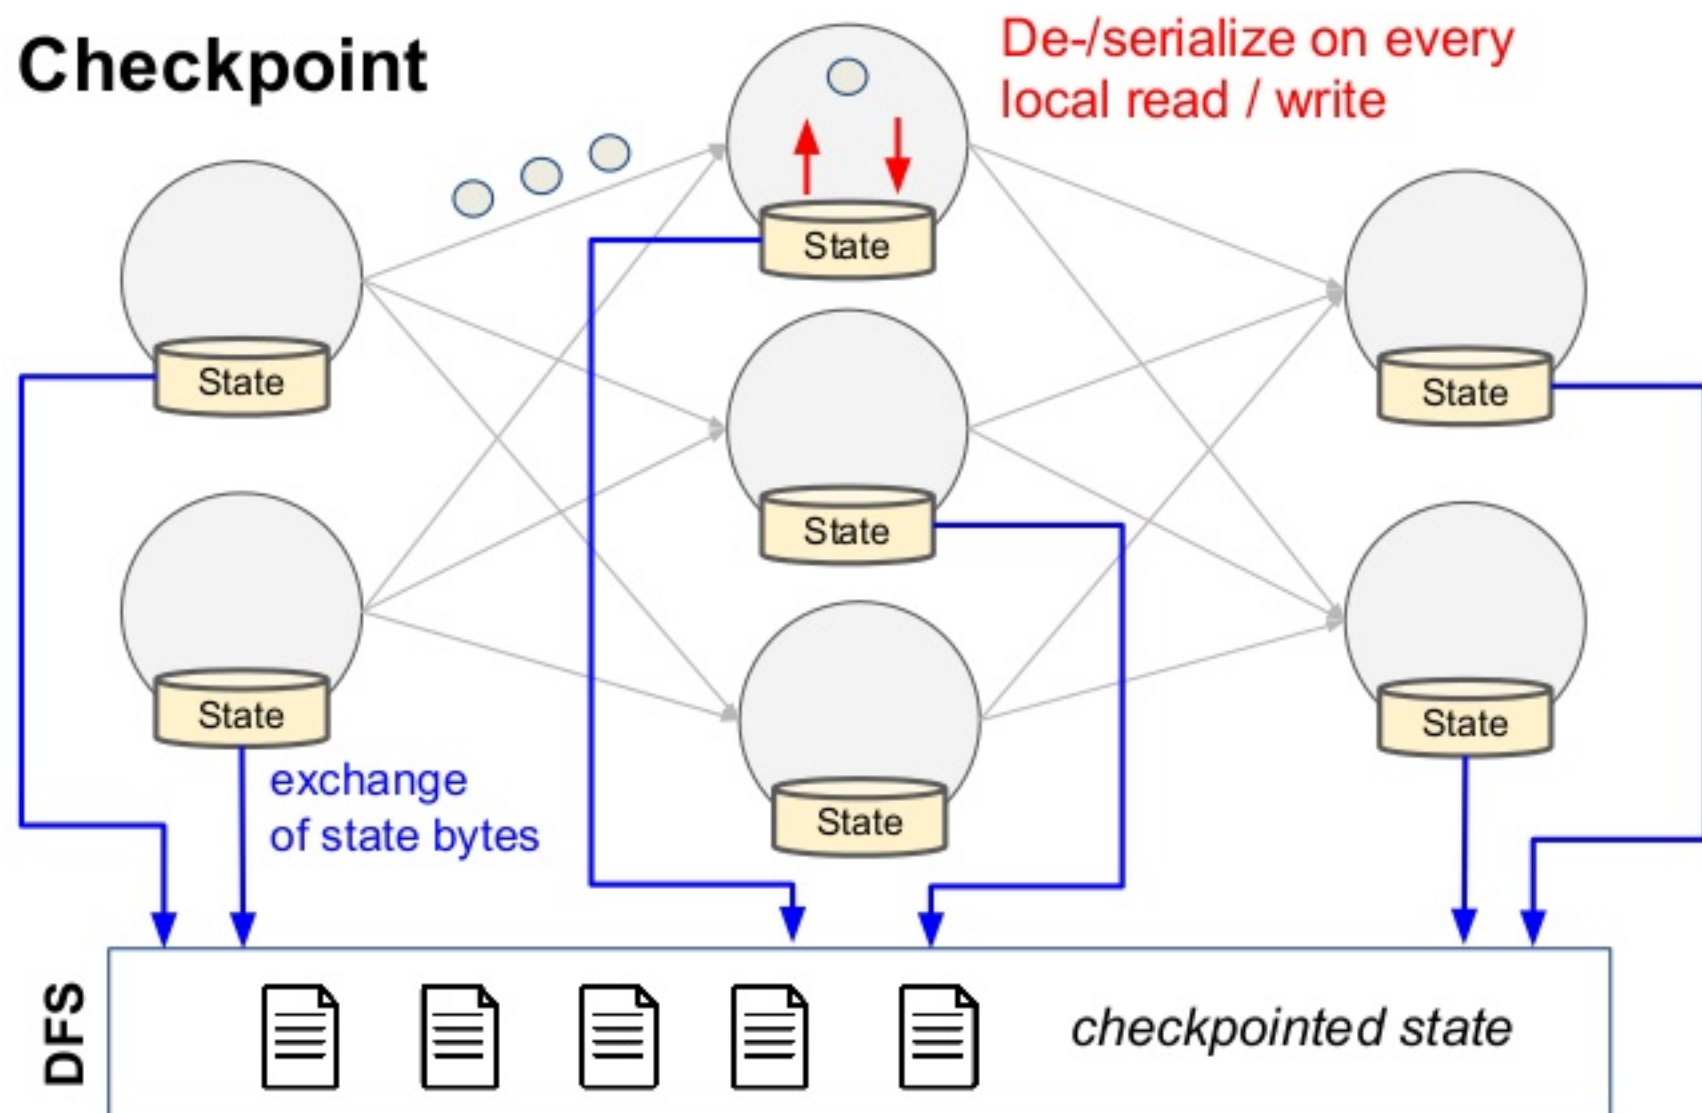 Checkpoint
De-/serialize on every
local read / write
State
State
State
State
State
State
State
exchange
of state bytes
DFS
checkpointed state